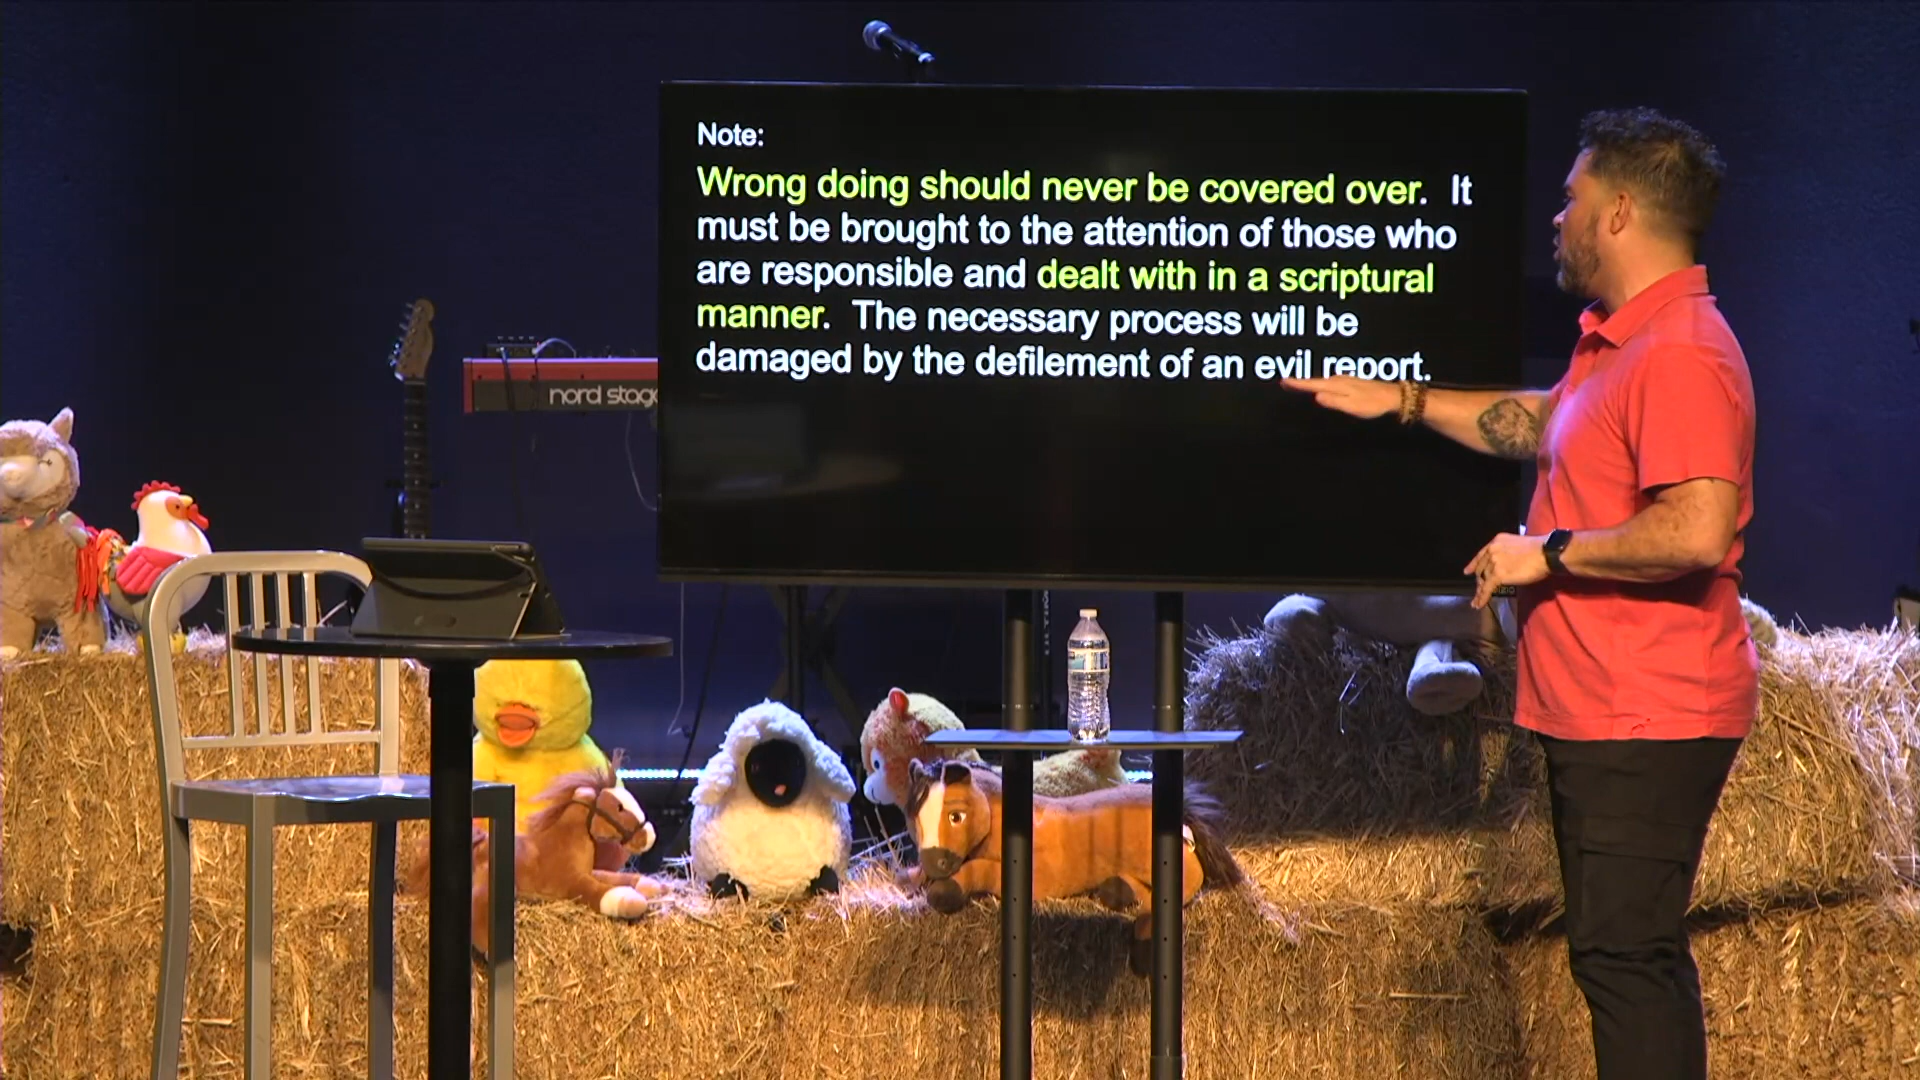 Note:
Wrong doing should never be covered over. It
must be brought to the attention of those who
are responsible and dealt with in a scriptural
manner. The necessary process will be
damaged by the defilement of an evil report.
nord stage